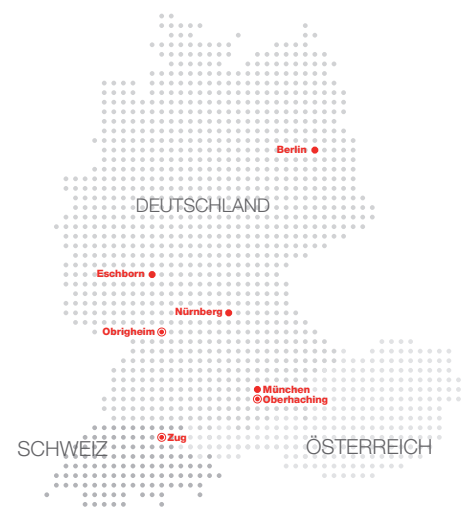 Berlin
DEUTSCHLAND
Eschborn
Nürnberg
Obrigheim
München
Oberhaching
Zug
SCHWEIZ
ÖSTERREICH